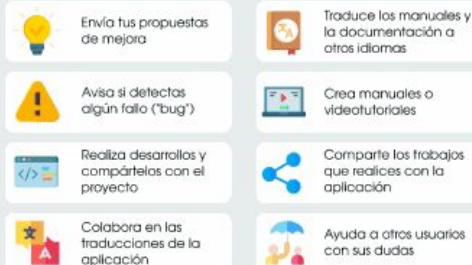 Envía tus propuestas
de mejora
Traduce los manuales y
la documentación a
otros idiomas
Avisa si detectas
algún fallo ("bug")
Crea manuales o
videotutoriales
Realiza desarrollos y
compártelos con el
proyecto
Comparte los trabajos
que realices con la
aplicación
Colabora en las
traducciones de la
aplicación
Ayuda a otros usuarios
con sus dudas